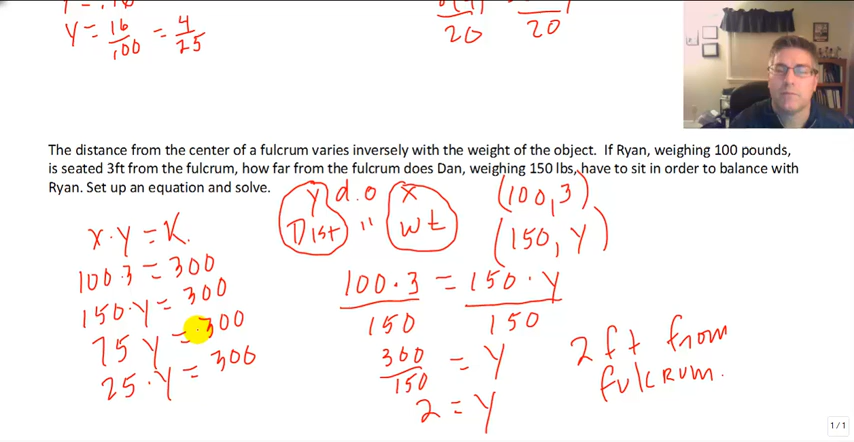 Y = 16/100 = 4/25
20 20
The distance from the center of a fulcrum varies inversely with the weight of the object. If Ryan, weighing 100 pounds,
is seated 3ft from the fulcrum, how far from the fulcrum does Dan, weighing 150 lbs, have to sit in order to balance with
Ryan. Set up an equation and solve.
y d.o x
Dist " wt
(100, 3)
(150, y)
x · y = K.
100·3 = 300
150·y = 300
75 y = 300
25 · y = 300
100 · 3 = 150 · y
150 150
300/150 = y
2 = y
2 ft from
fulcrum.
1/1